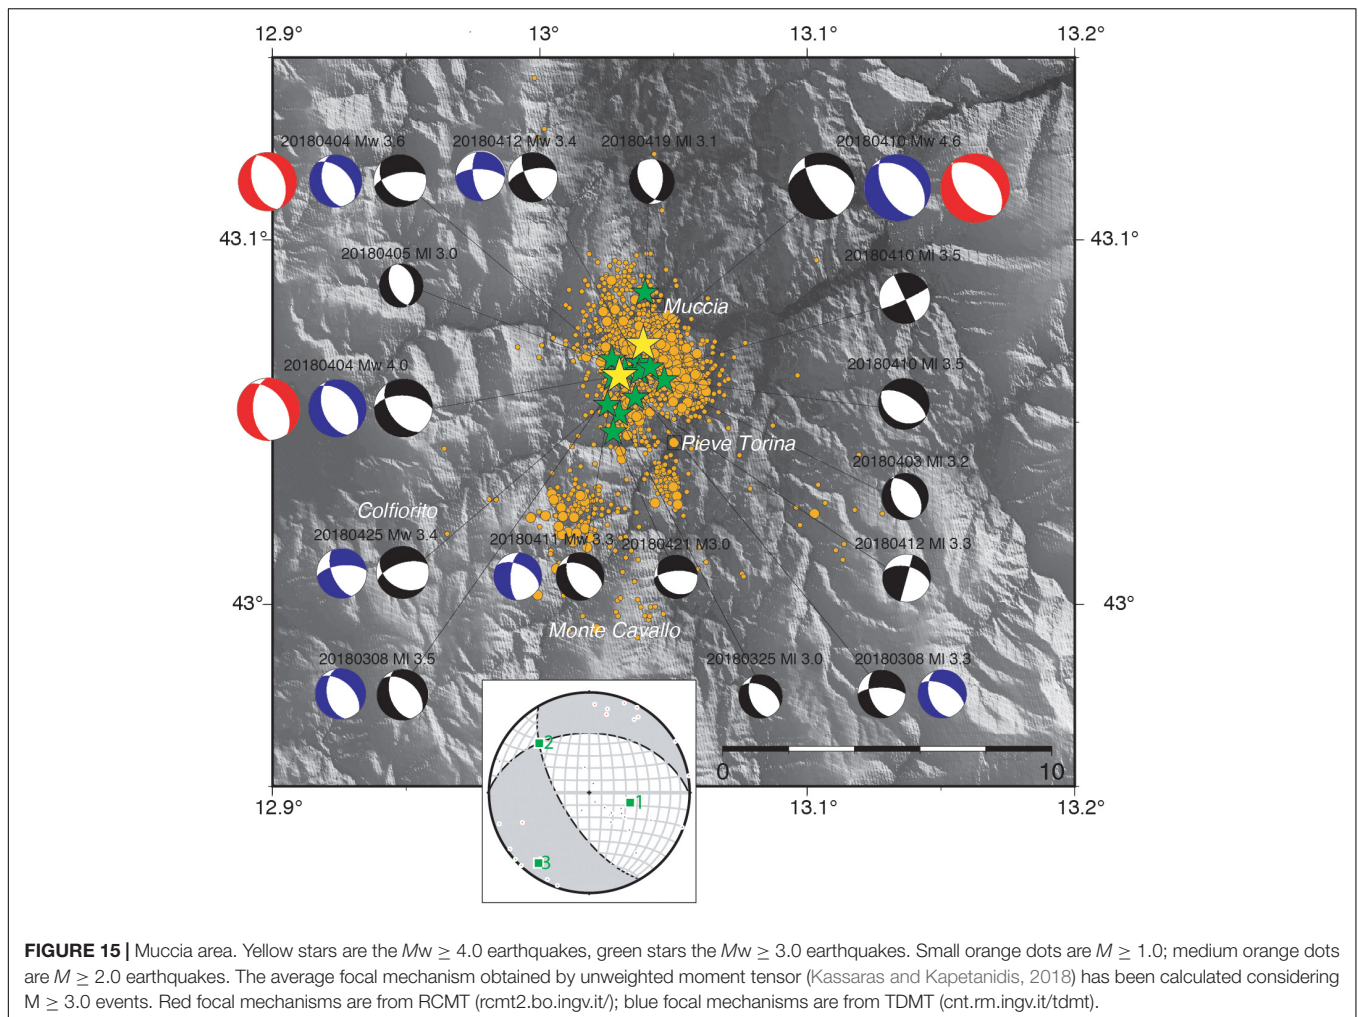 12.9° 13° 13.1° 13.2°
20180404 Mw 3.6 20180412 Mw 3.4 20180419 Ml 3.1 20180410 Mw 4.6
43.1° 43.1°
20180405 Ml 3.0 20180410 Ml 3.5
Muccia
20180404 Mw 4.0 20180410 Ml 3.5
Pieve Torina
20180403 Ml 3.2
Colfiorito
20180425 Mw 3.4 20180411 Mw 3.3 20180421 M3.0 20180412 Ml 3.3
43° 43°
Monte Cavallo
20180308 Ml 3.5 20180325 Ml 3.0 20180308 Ml 3.3
2
0 10
1
12.9° 13.1° 13.2°
3
FIGURE 15 | Muccia area. Yellow stars are the Mw ≥ 4.0 earthquakes, green stars the Mw ≥ 3.0 earthquakes. Small orange dots are M ≥ 1.0; medium orange dots
are M ≥ 2.0 earthquakes. The average focal mechanism obtained by unweighted moment tensor (Kassaras and Kapetanidis, 2018) has been calculated considering
M ≥ 3.0 events. Red focal mechanisms are from RCMT (rcmt2.bo.ingv.it/); blue focal mechanisms are from TDMT (cnt.rm.ingv.it/tdmt).